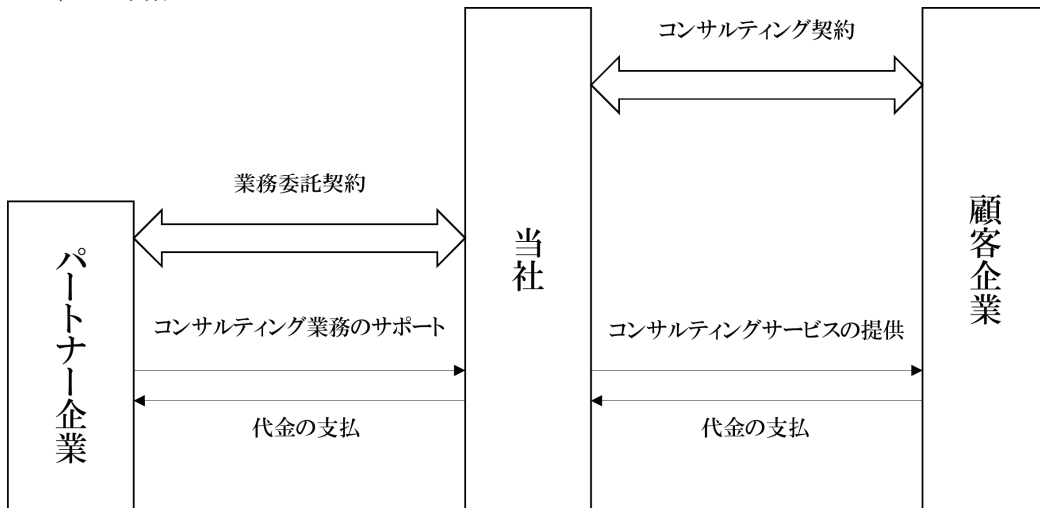 コンサルティング契約
業務委託契約
パートナー企業
当社
顧客企業
コンサルティング業務のサポート
コンサルティングサービスの提供
代金の支払
代金の支払